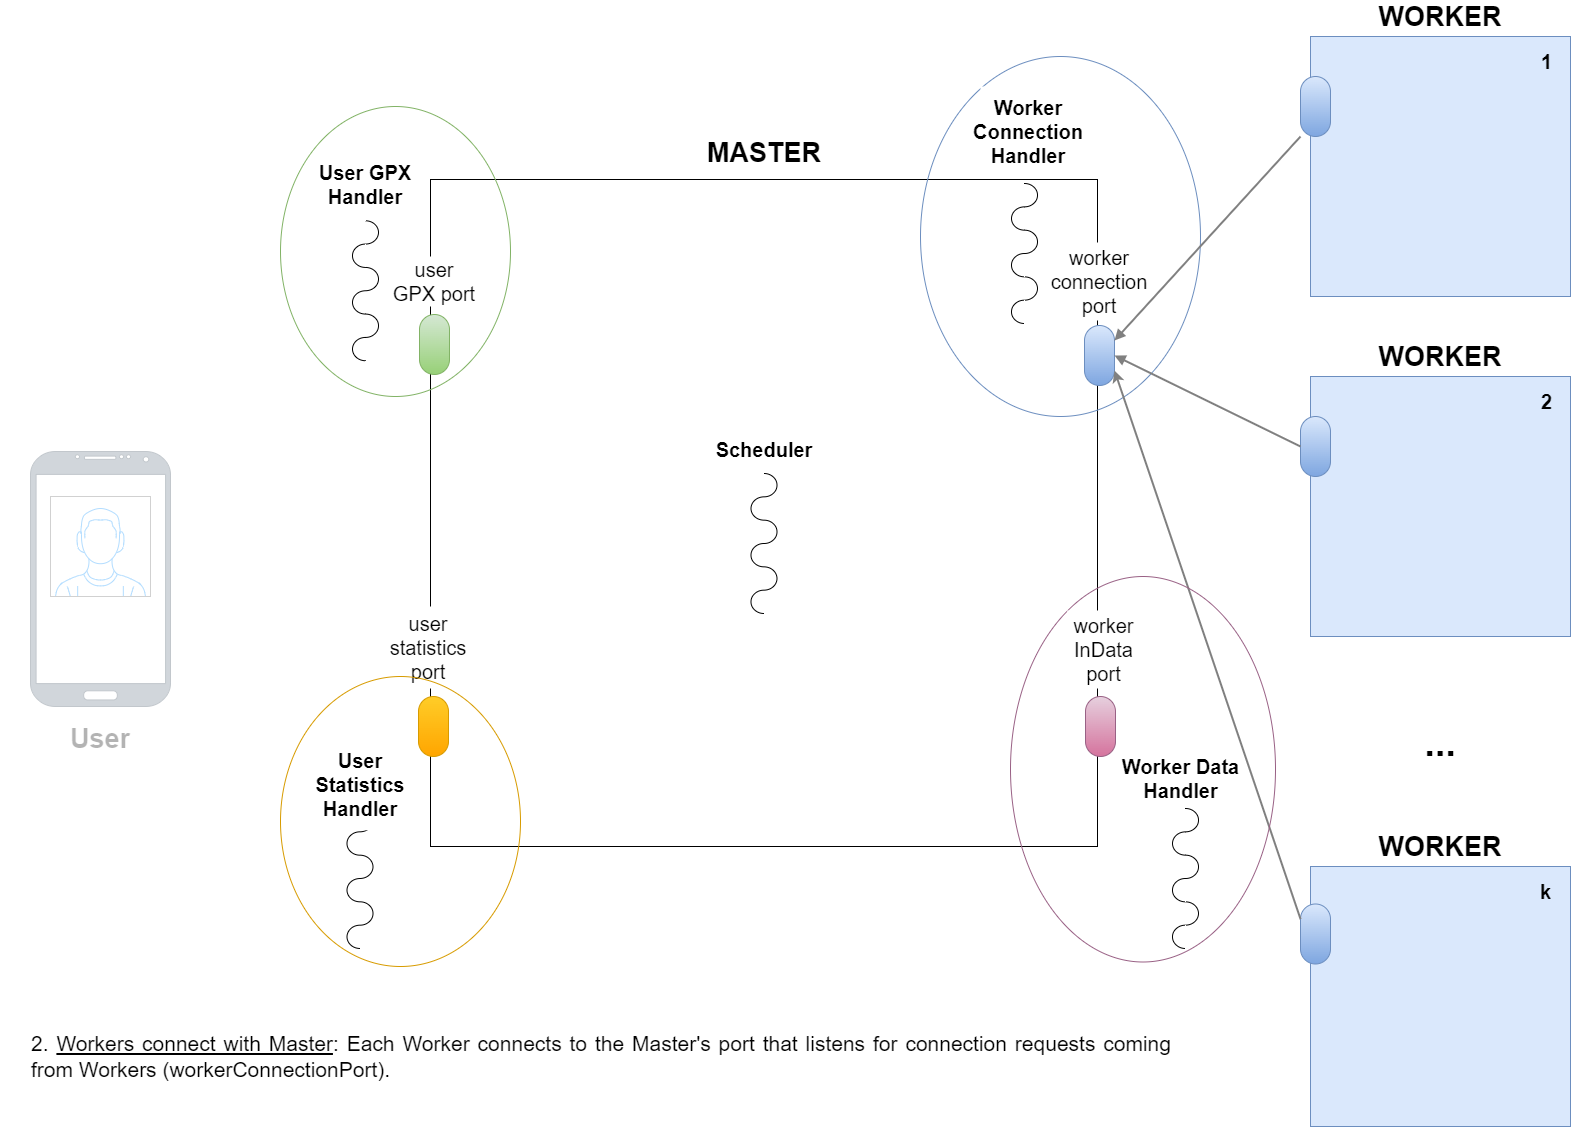 WORKER
1
MASTER
Worker
Connection
Handler
User GPX
Handler
user
GPX port
worker
connection
port
WORKER
2
Scheduler
user
statistics
port
worker
InData
port
User
User
Statistics
Handler
Worker Data
Handler
...
WORKER
k
2. Workers connect with Master: Each Worker connects to the Master's port that listens for connection requests coming
from Workers (workerConnectionPort).